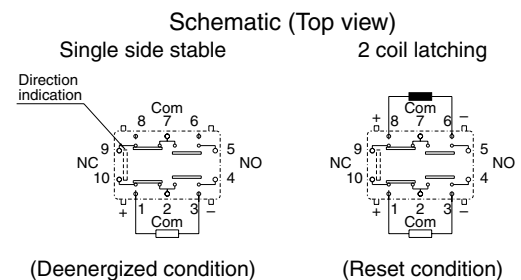 Schematic (Top view)
Single side stable
2 coil latching
Direction
indication
Com
8 7 6
9
5
NC
NO
10
4
+ 1 2 3 –
Com
(Deenergized condition)
Com
+ 8 7 6 –
9
5
NC
NO
10
4
+ 1 2 3 –
Com
(Reset condition)